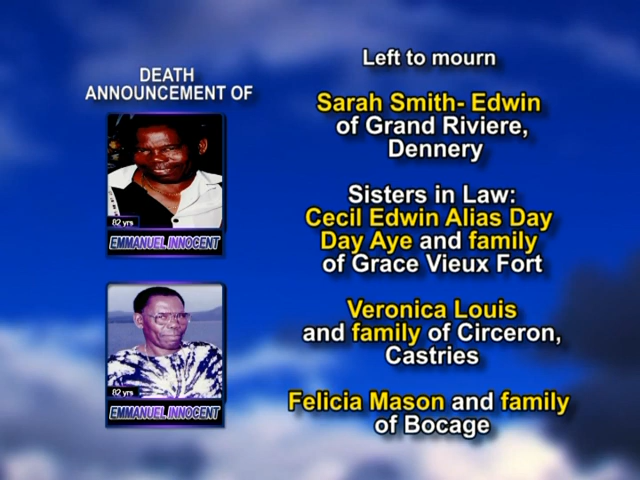 DEATH
ANNOUNCEMENT OF
82 yrs
EMMANUEL INNOCENT
82 yrs
EMMANUEL INNOCENT
Left to mourn
Sarah Smith- Edwin
of Grand Riviere,
Dennery
Sisters in Law:
Cecil Edwin Alias Day
Day Aye and family
of Grace Vieux Fort
Veronica Louis
and family of Circeron,
Castries
Felicia Mason and family
of Bocage